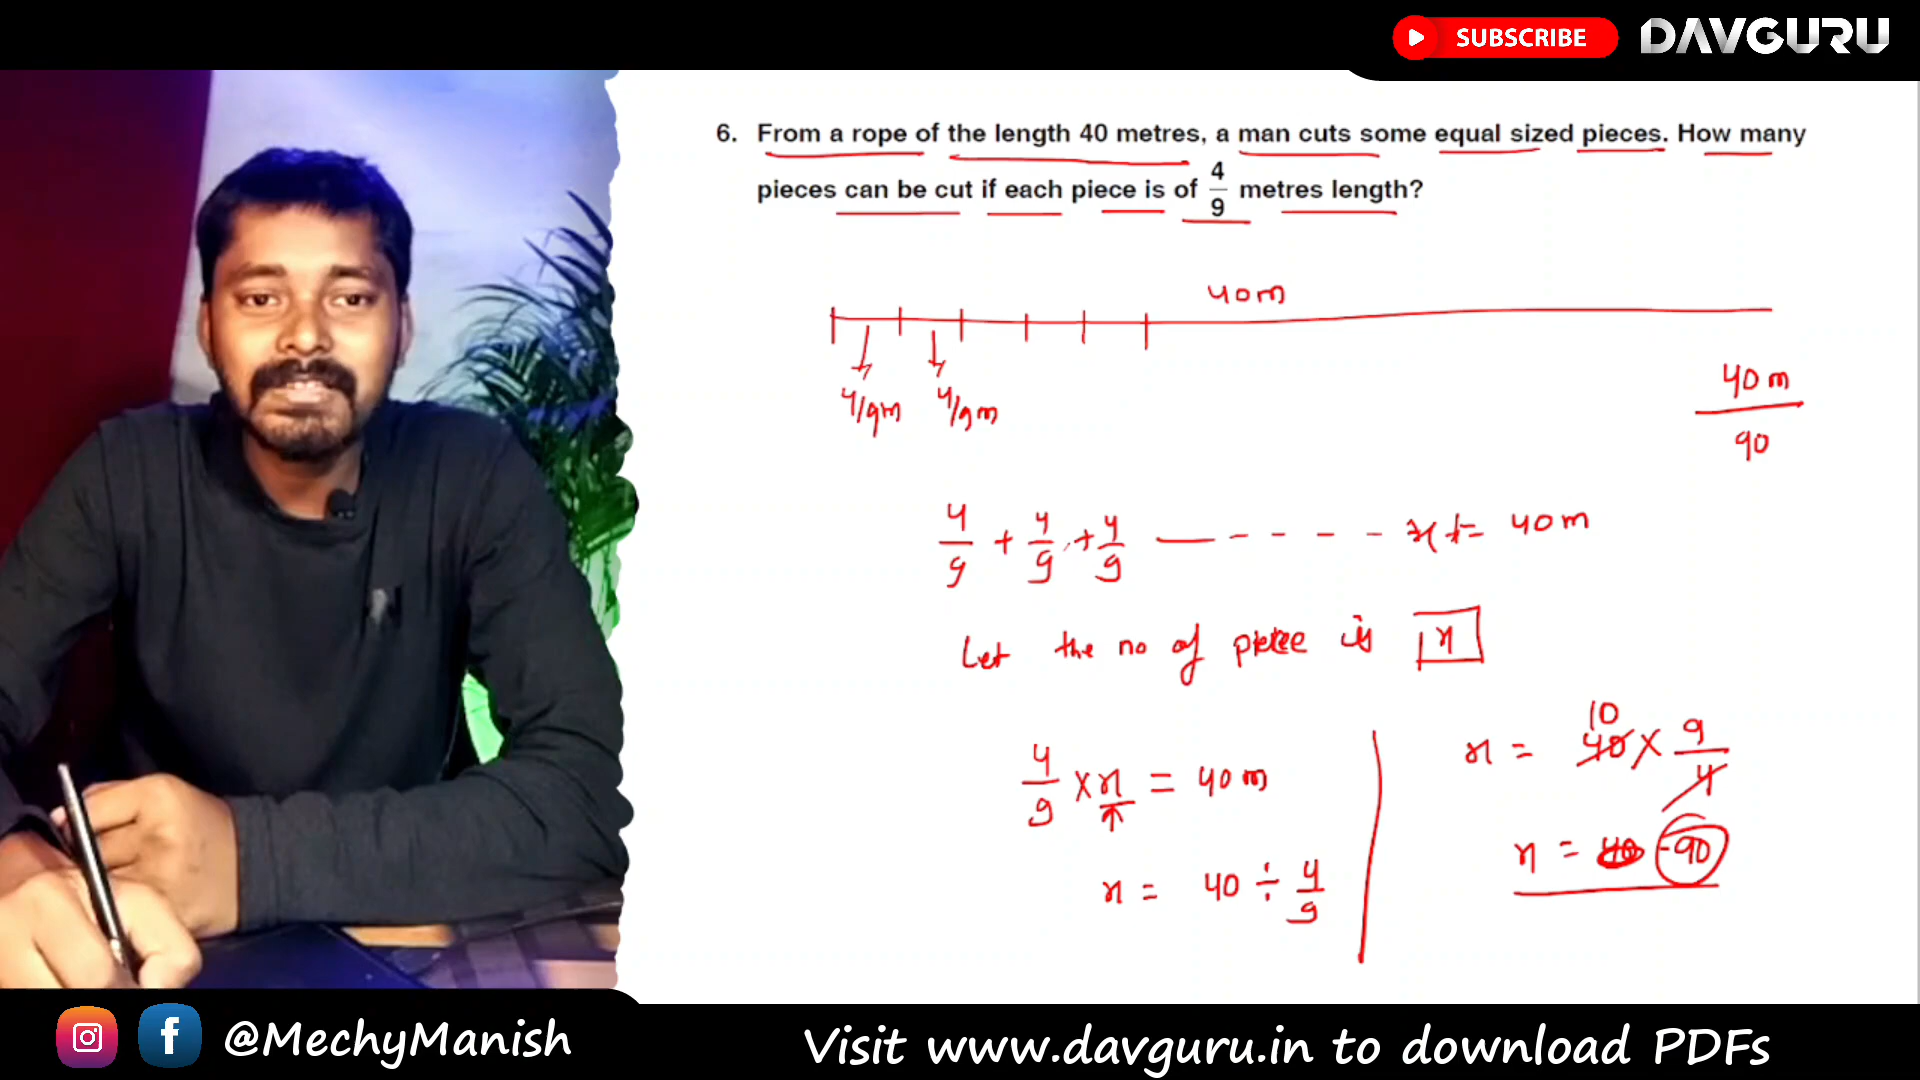 SUBSCRIBE DAVGURU
6. From a rope of the length 40 metres, a man cuts some equal sized pieces. How many
pieces can be cut if each piece is of 4/9 metres length?
40m
4/9m 4/9m
40m
90
4/9 + 4/9 + 4/9 — - - - - = 40m
Let the no of is x
4/9 × x = 40m
x = 40 ÷ 4/9
10
x = 40 × 9/4
x = 90
@MechyManish
Visit www.davguru.in to download PDFs